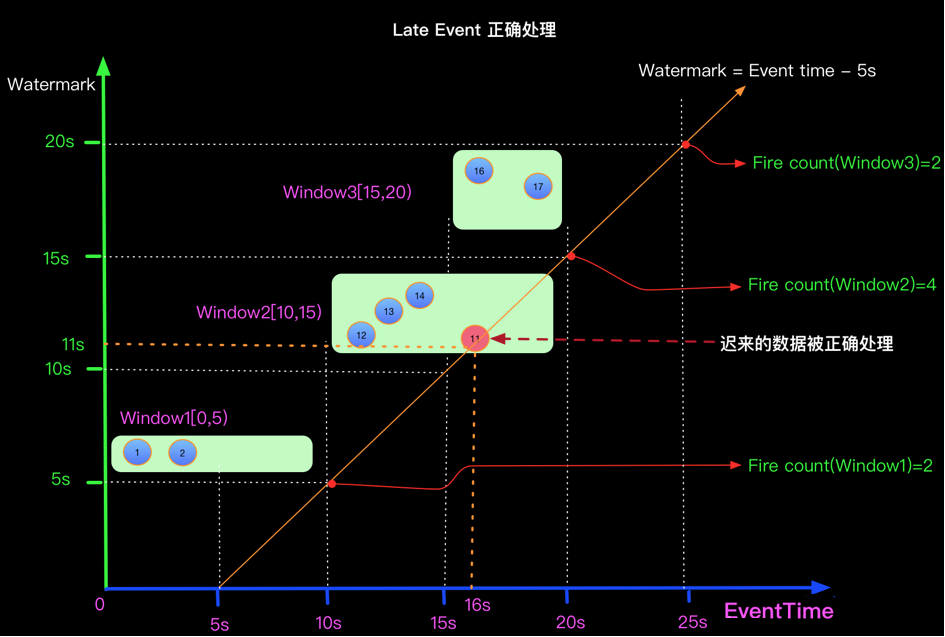 Late Event 正确处理
Watermark
Watermark = Event time - 5s
20s
Fire count(Window3)=2
16
17
Window3[15,20)
15s
Fire count(Window2)=4
14
13
12
11
Window2[10,15)
11s
迟来的数据被正确处理
10s
Window1[0,5)
1
2
5s
Fire count(Window1)=2
0
5s
10s
15s
16s
20s
25s
EventTime